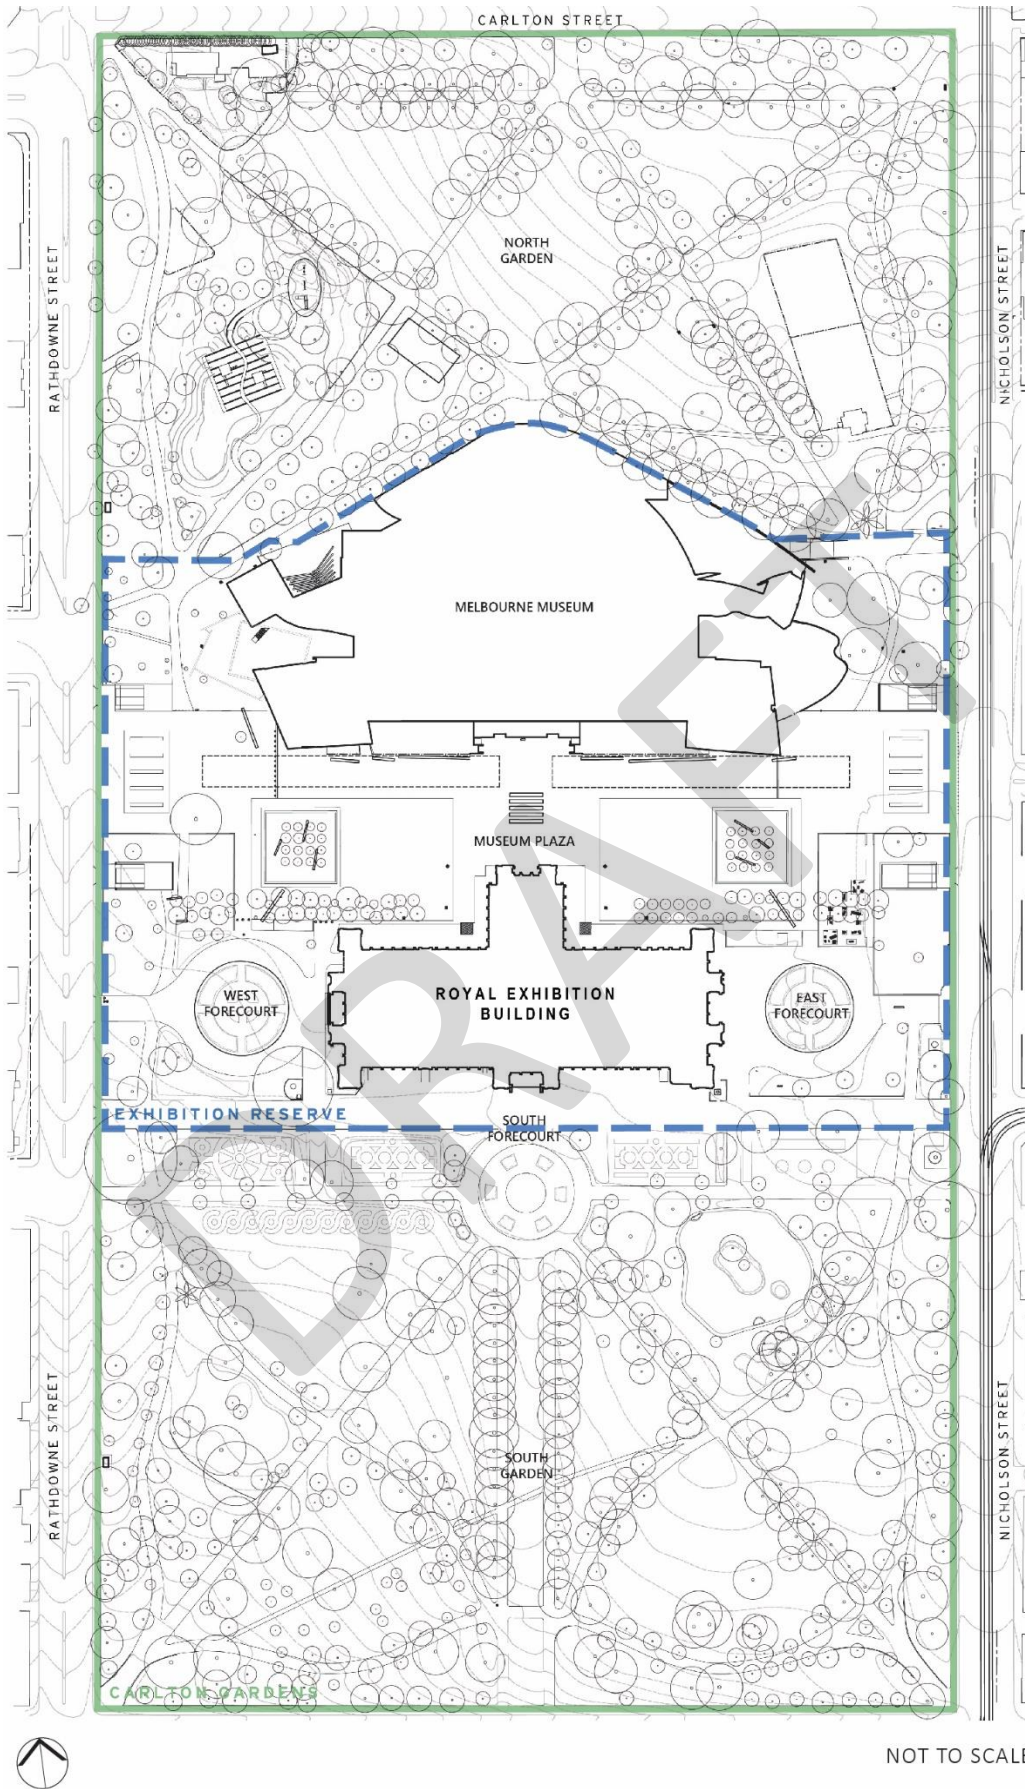 CARLTON STREET
NORTH
GARDEN
RATHDOWNE STREET
NICHOLSON STREET
MELBOURNE MUSEUM
MUSEUM PLAZA
WEST
FORECOURT
ROYAL EXHIBITION
BUILDING
EAST
FORECOURT
EXHIBITION RESERVE
SOUTH
FORECOURT
DRAFT
SOUTH
GARDEN
RATHDOWNE STREET
NICHOLSON STREET
CARLTON GARDENS
NOT TO SCALE